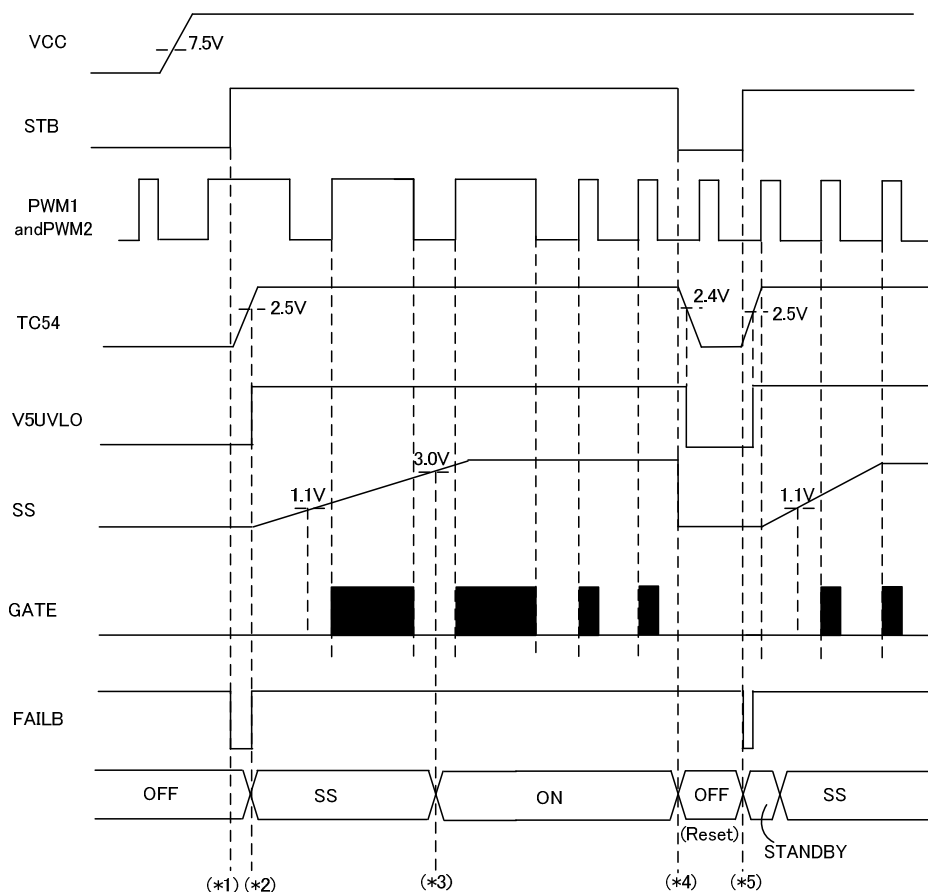 VCC
7.5V
STB
PWM1
andPWM2
TC54
2.5V
2.4V
2.5V
V5UVLO
SS
1.1V
3.0V
1.1V
GATE
FAILB
OFF
SS
ON
OFF
SS
(Reset)
STANDBY
(*1) (*2)
(*3)
(*4)
(*5)